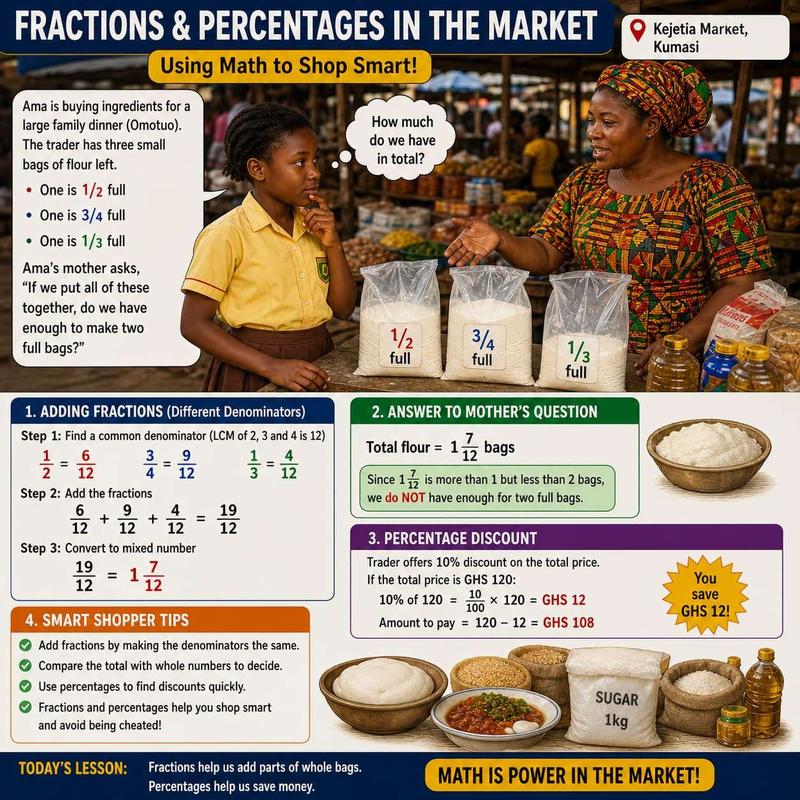 FRACTIONS & PERCENTAGES IN THE MARKET
Using Math to Shop Smart!
Kejetia Market,
Kumasi
Ama is buying ingredients for a
large family dinner (Omotuo).
The trader has three small
bags of flour left.
• One is 1/2 full
• One is 3/4 full
• One is 1/3 full
Ama's mother asks,
"If we put all of these
together, do we have
enough to make two
full bags?"
How much
do we have
in total?
1/2
full
3/4
full
1/3
full
1. ADDING FRACTIONS (Different Denominators)
Step 1: Find a common denominator (LCM of 2, 3 and 4 is 12)
1/2 = 6/12 3/4 = 9/12 1/3 = 4/12
Step 2: Add the fractions
6/12 + 9/12 + 4/12 = 19/12
Step 3: Convert to mixed number
19/12 = 1 7/12
2. ANSWER TO MOTHER'S QUESTION
Total flour = 1 7/12 bags
Since 1 7/12 is more than 1 but less than 2 bags,
we do NOT have enough for two full bags.
3. PERCENTAGE DISCOUNT
Trader offers 10% discount on the total price.
If the total price is GHS 120:
10% of 120 = 10/100 × 120 = GHS 12
Amount to pay = 120 – 12 = GHS 108
You
save
GHS 12!
4. SMART SHOPPER TIPS
Add fractions by making the denominators the same.
Compare the total with whole numbers to decide.
Use percentages to find discounts quickly.
Fractions and percentages help you shop smart
and avoid being cheated!
SUGAR
1kg
TODAY'S LESSON:
Fractions help us add parts of whole bags.
Percentages help us save money.
MATH IS POWER IN THE MARKET!